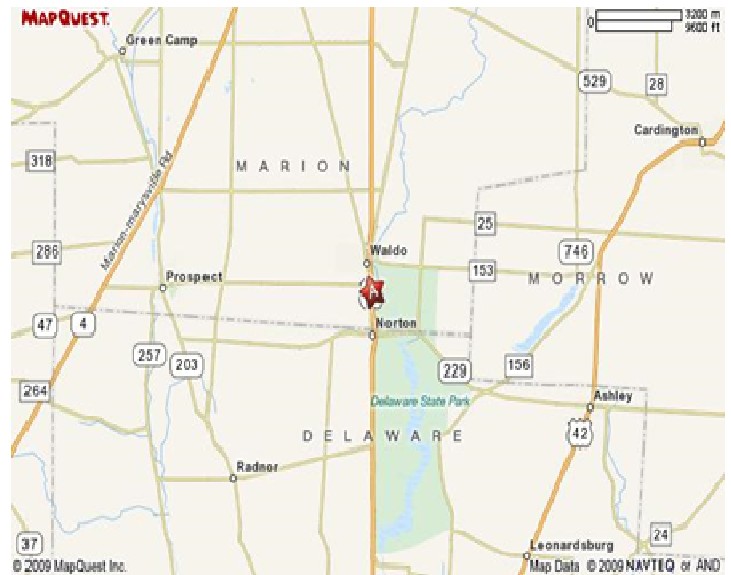 MAPQUEST.
0
3200 m
9600 ft
Green Camp
529
28
Cardington
318
MARION
Marion-marysville Rd
25
286
Waldo
746
153
MORROW
Prospect
A
47
4
Norton
257
203
229
156
264
Delaware State Park
Ashley
DELAWARE
42
Radnor
24
37
Leonardsburg
© 2009 MapQuest Inc.
Map Data © 2009 NAVTEQ or AND